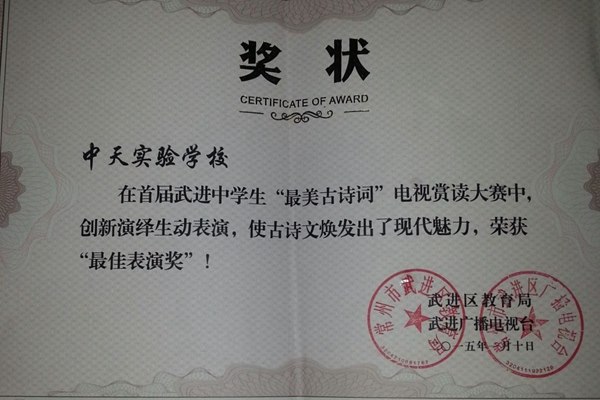 奖 状
CERTIFICATE OF AWARD
中天实验学校
在首届武进中学生“最美古诗词”电视赏读大赛中,
创新演绎生动表演,使古诗文焕发出了现代魅力,荣获
“最佳表演奖”!
武进区教育局
武进广播电视台